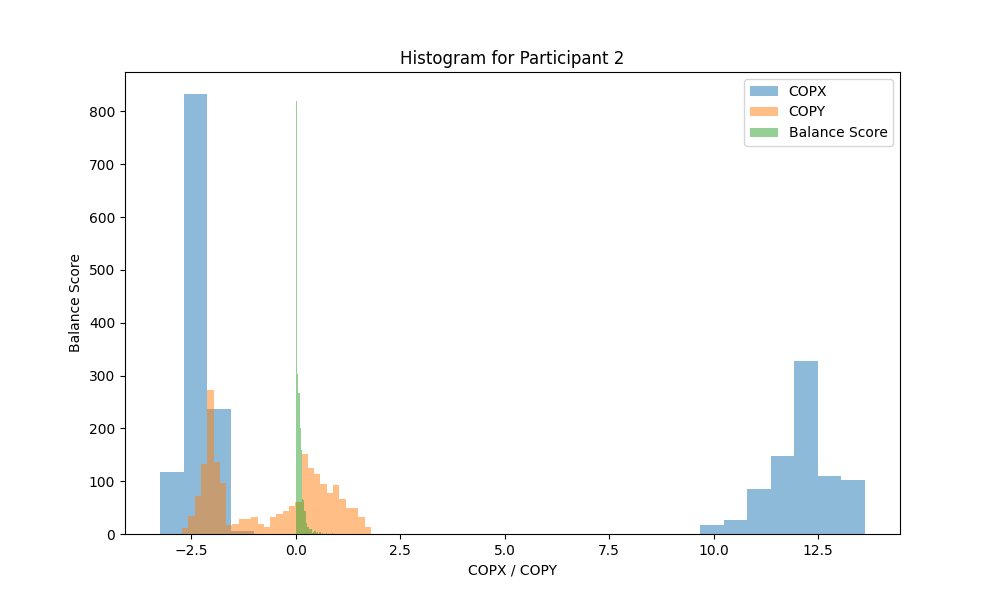 Histogram for Participant 2
COPX
COPY
Balance Score
Balance Score
800
700
600
500
400
300
200
100
0
−2.5 0.0 2.5 5.0 7.5 10.0 12.5
COPX / COPY